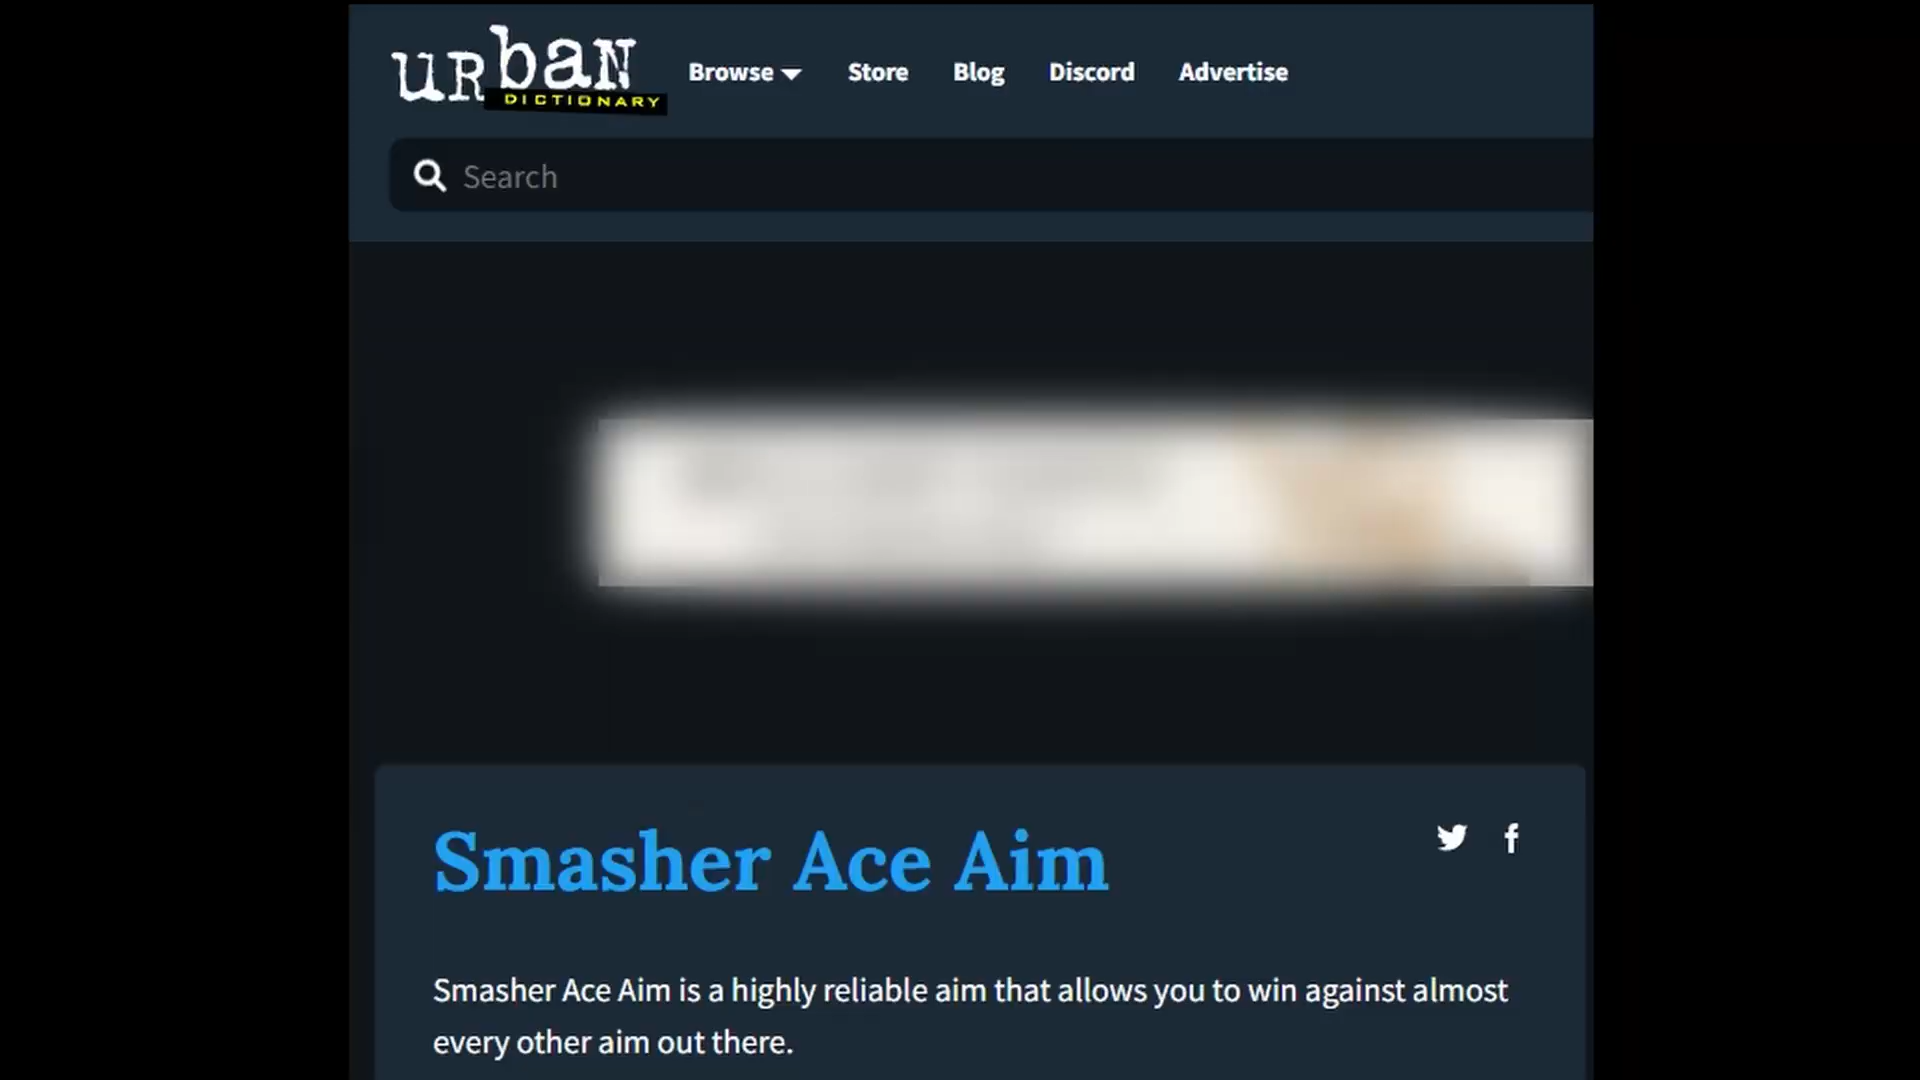 urban
DICTIONARY
Browse Store Blog Discord Advertise
Search
Smasher Ace Aim
Smasher Ace Aim is a highly reliable aim that allows you to win against almost
every other aim out there.